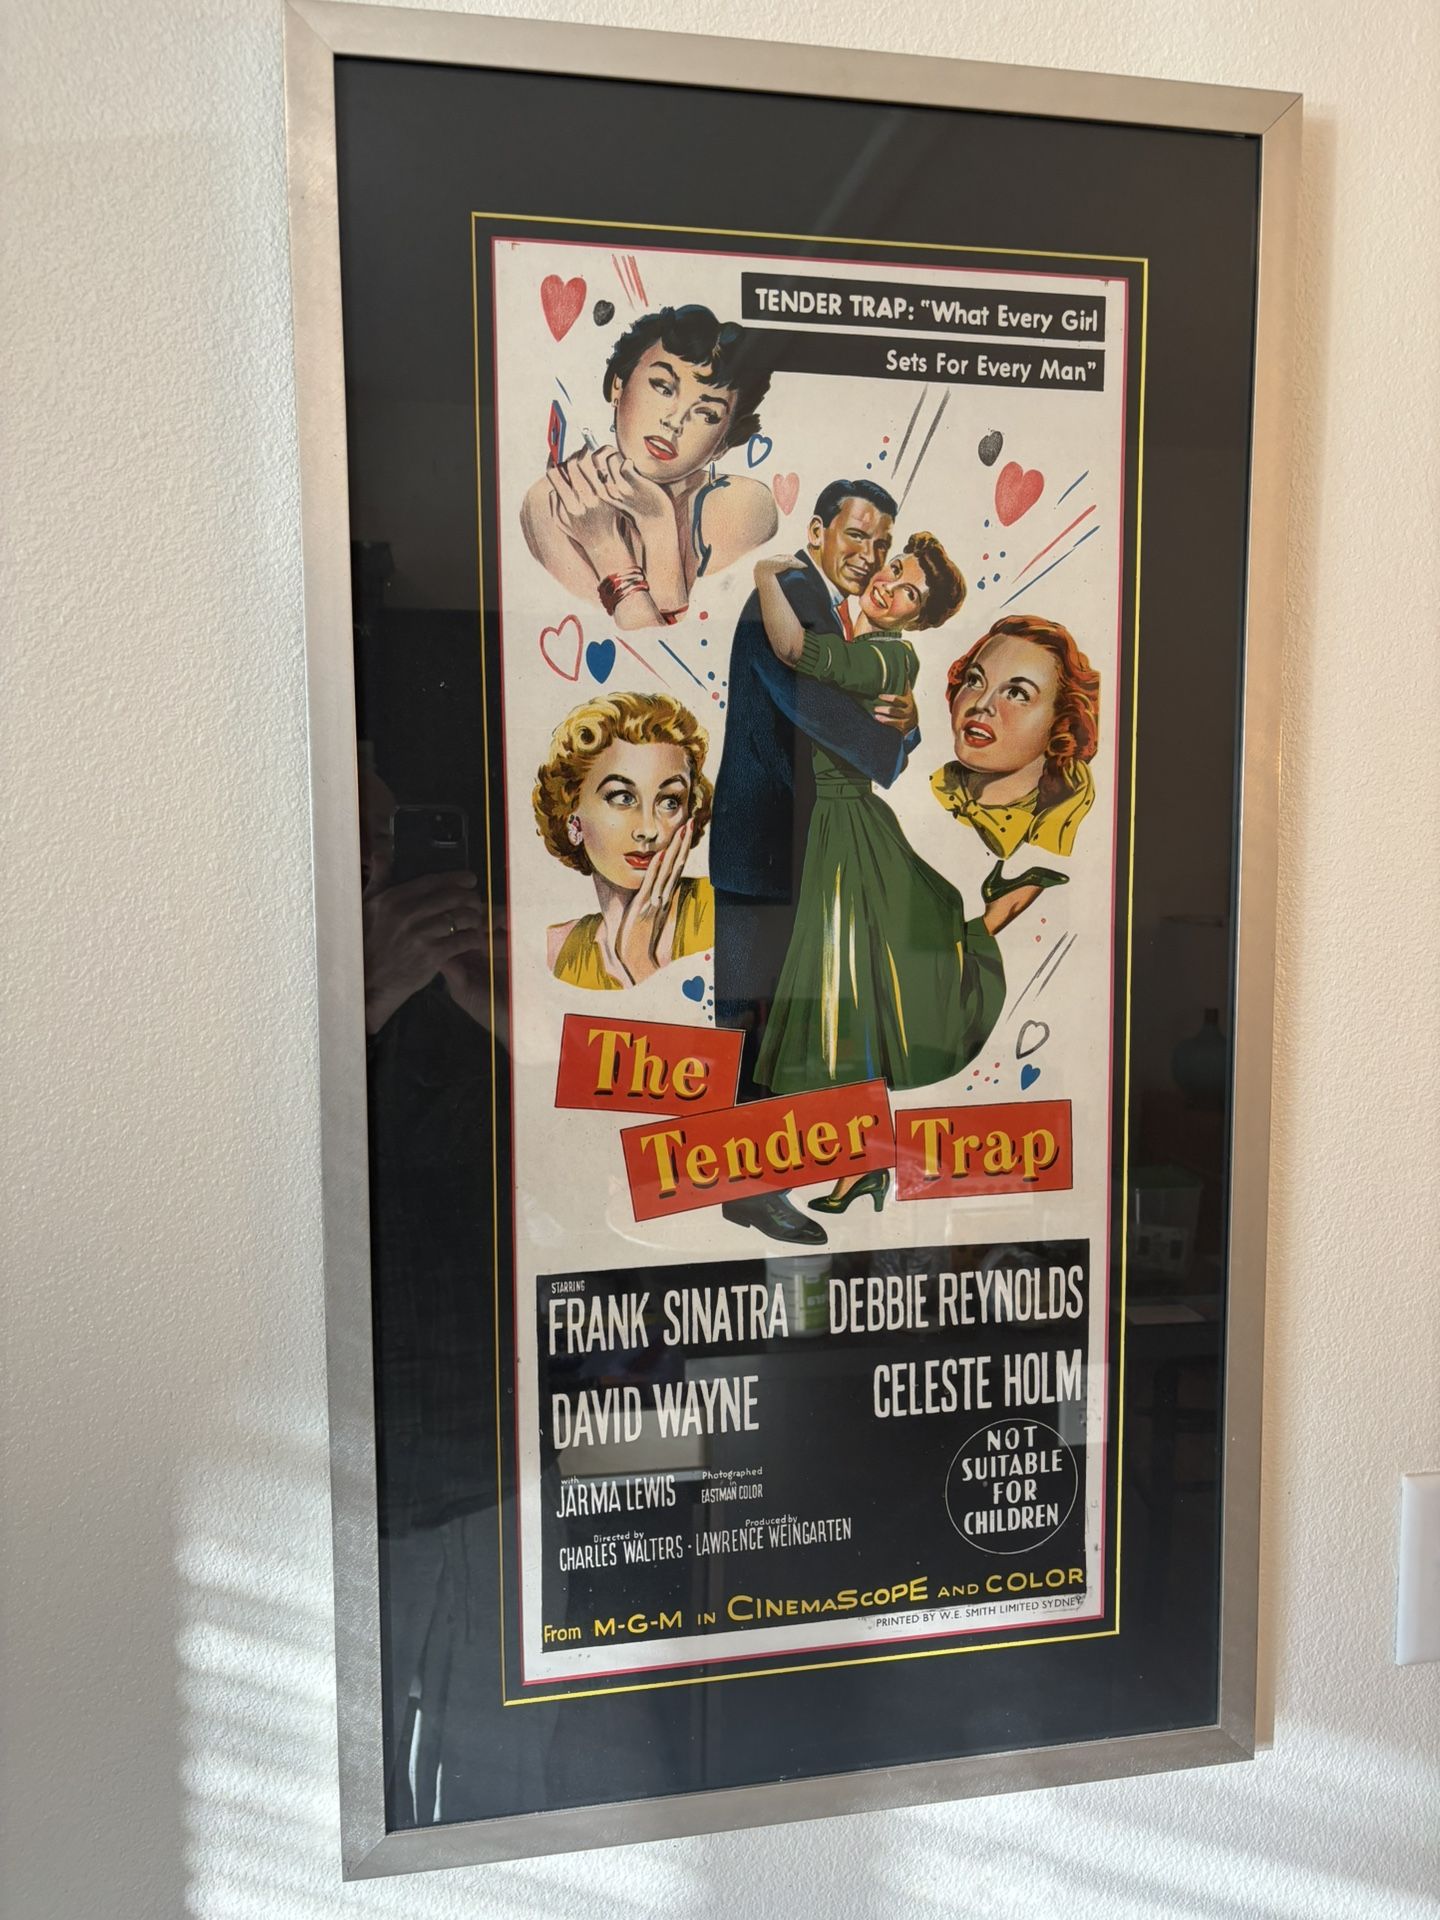 TENDER TRAP: "What Every Girl
Sets For Every Man"
The
Tender Trap
STARRING
FRANK SINATRA DEBBIE REYNOLDS
DAVID WAYNE CELESTE HOLM
with
JARMA LEWIS
Photographed
in
EASTMAN COLOR
NOT
SUITABLE
FOR
CHILDREN
Directed by
CHARLES WALTERS ·
Produced by
LAWRENCE WEINGARTEN
From M-G-M IN CINEMASCOPE AND COLOR
PRINTED BY W.E. SMITH LIMITED SYDNEY